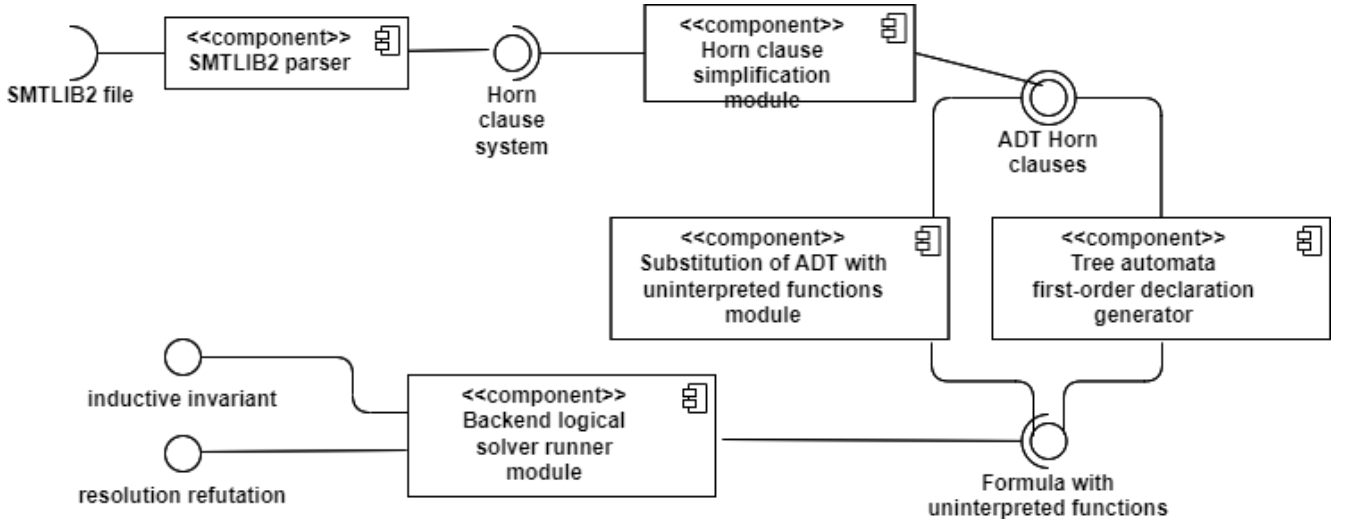 <<component>>
SMTLIB2 parser
SMTLIB2 file
Horn
clause
system
<<component>>
Horn clause
simplification
module
ADT Horn
clauses
<<component>>
Substitution of ADT with
uninterpreted functions
module
<<component>>
Tree automata
first-order declaration
generator
inductive invariant
resolution refutation
<<component>>
Backend logical
solver runner
module
Formula with
uninterpreted functions